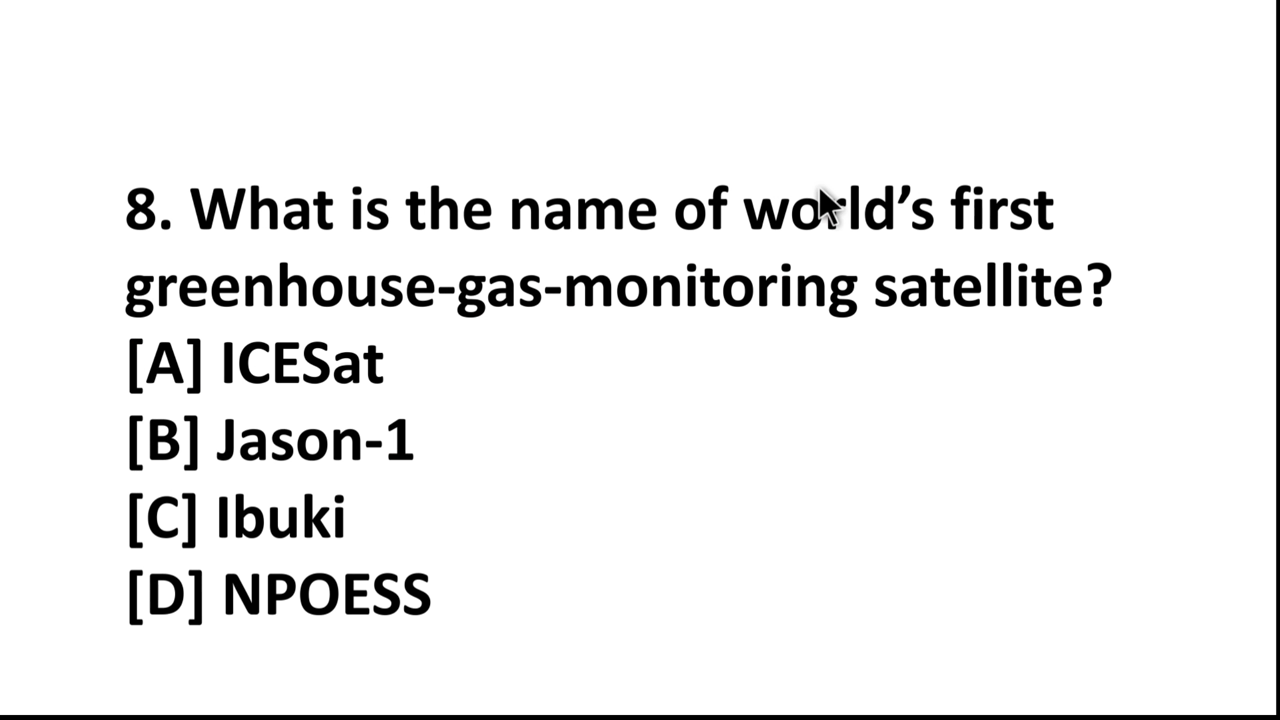 8. What is the name of world’s first
greenhouse-gas-monitoring satellite?
[A] ICESat
[B] Jason-1
[C] Ibuki
[D] NPOESS